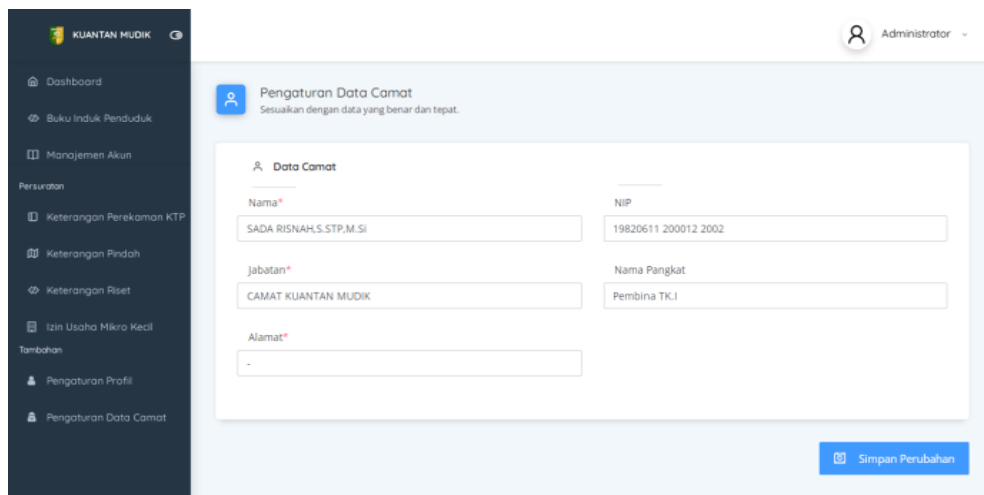 KUANTAN MUDIK
Administrator
Dashboard
Buku Induk Penduduk
Manajemen Akun
Persuratan
Keterangan Perekaman KTP
Keterangan Pindah
Keterangan Riset
Izin Usaha Mikro Kecil
Tambahan
Pengaturan Profil
Pengaturan Data Camat
Pengaturan Data Camat
Sesuaikan dengan data yang benar dan tepat.
Data Camat
Nama*
SADA RISNAH,S.STP,M.Si
NIP
19820611 200012 2002
Jabatan*
CAMAT KUANTAN MUDIK
Nama Pangkat
Pembina TK.I
Alamat*
-
Simpan Perubahan